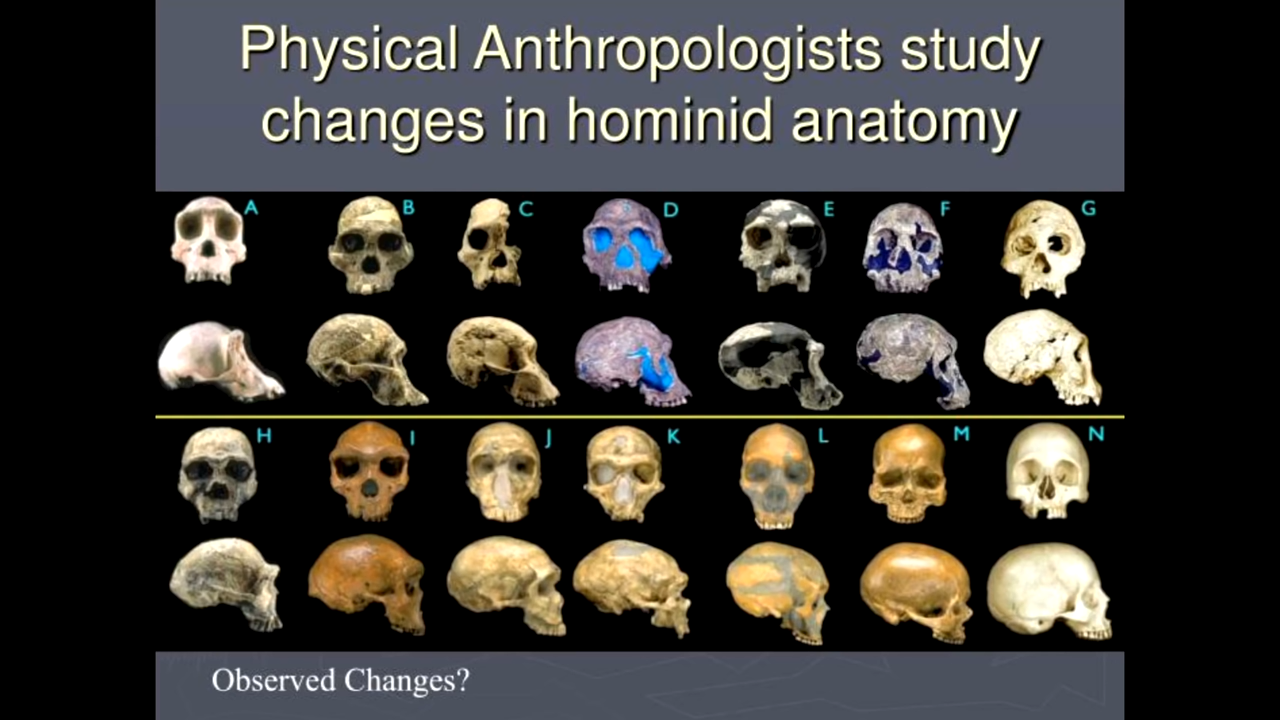 Physical Anthropologists study
changes in hominid anatomy
A B C D E F G
H I J K L M N
Observed Changes?